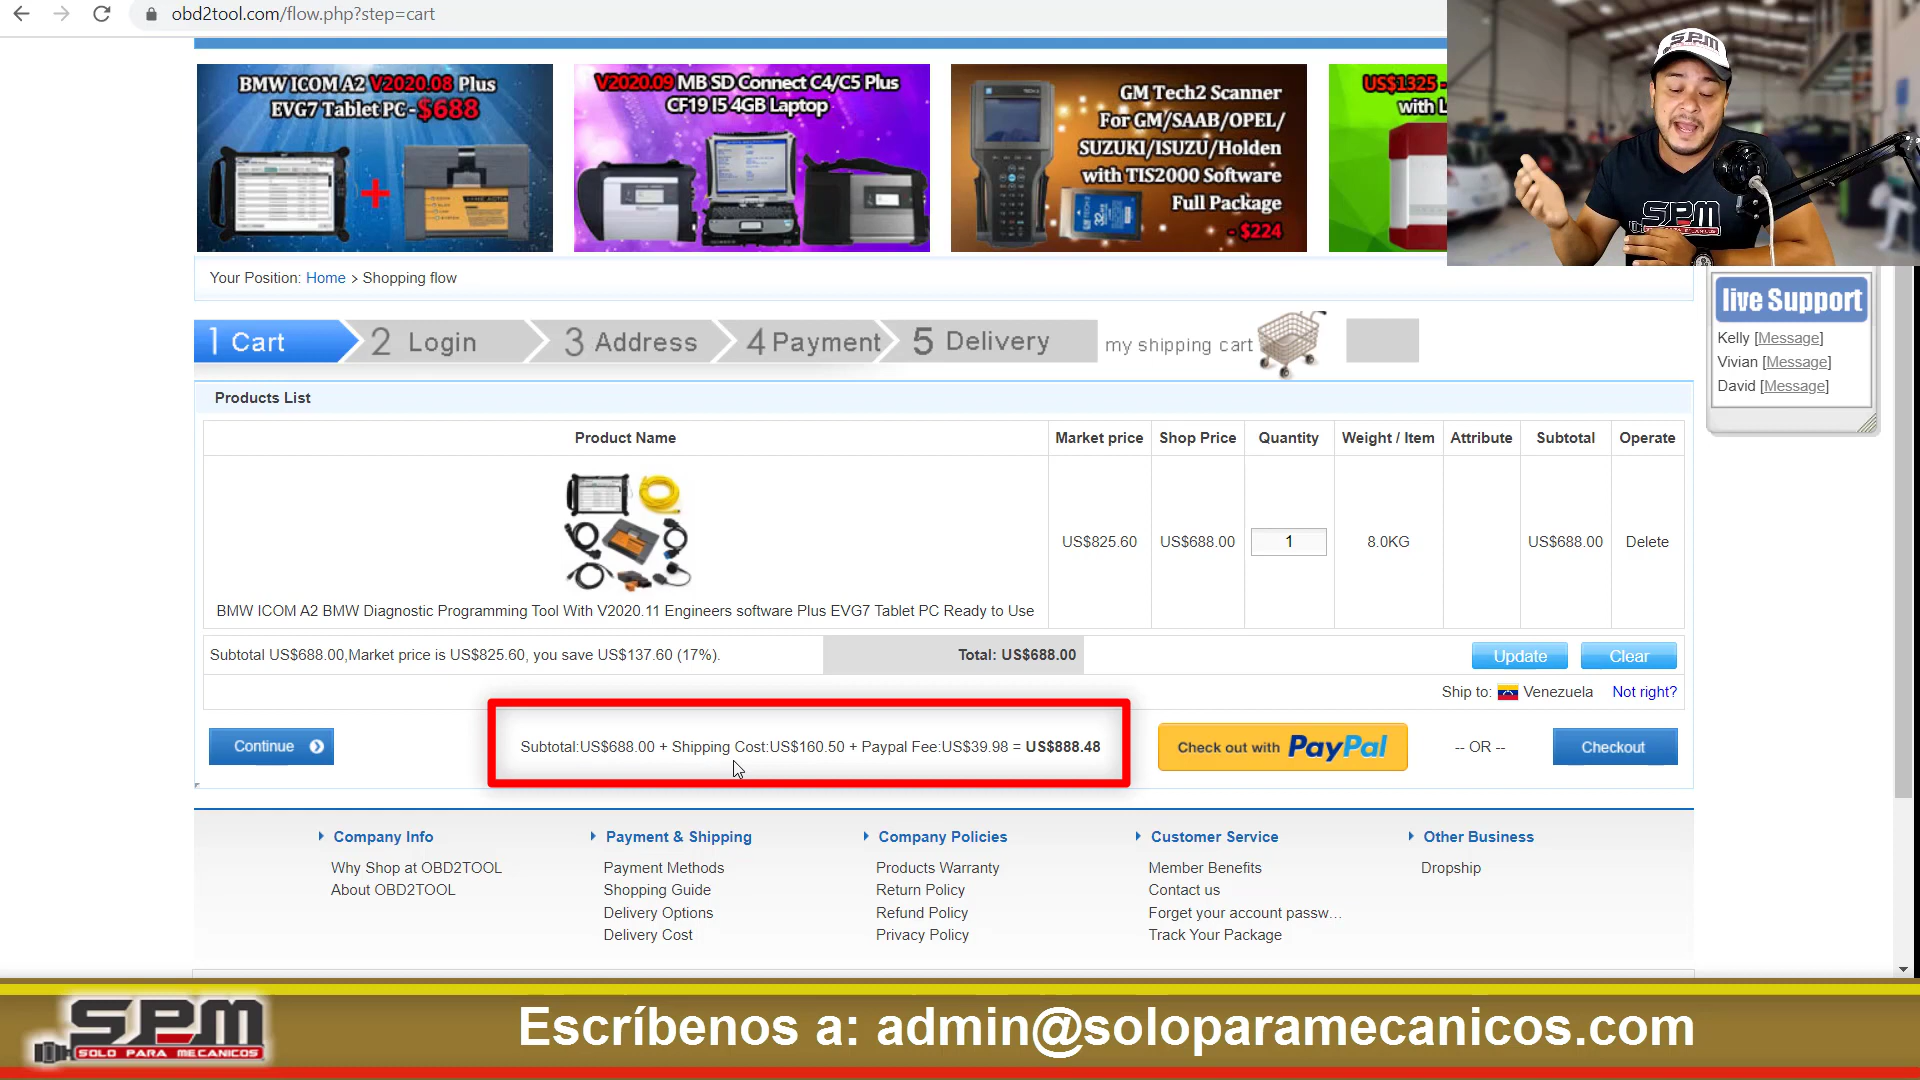 obd2tool.com/flow.php?step=cart
BMW ICOM A2 V2020.08 Plus
EVG7 Tablet PC - $688
V2020.09 MB SD Connect C4/C5 Plus
CF19 I5 4GB Laptop
GM Tech2 Scanner
For GM/SAAB/OPEL/
SUZUKI/ISUZU/Holden
with TIS2000 Software
Full Package
- $224
US$1325 -
with L
SPM
SPM
Your Position: Home > Shopping flow
live Support
Kelly [Message]
Vivian [Message]
David [Message]
1 Cart 2 Login 3 Address 4 Payment 5 Delivery my shipping cart
Products List
Product Name Market price Shop Price Quantity Weight / Item Attribute Subtotal Operate
US$825.60 US$688.00 1 8.0KG US$688.00 Delete
BMW ICOM A2 BMW Diagnostic Programming Tool With V2020.11 Engineers software Plus EVG7 Tablet PC Ready to Use
Subtotal US$688.00,Market price is US$825.60, you save US$137.60 (17%). Total: US$688.00 Update Clear
Ship to: Venezuela Not right?
Continue Subtotal:US$688.00 + Shipping Cost:US$160.50 + Paypal Fee:US$39.98 = US$888.48 Check out with PayPal -- OR -- Checkout
Company Info Payment & Shipping Company Policies Customer Service Other Business
Why Shop at OBD2TOOL Payment Methods Products Warranty Member Benefits Dropship
About OBD2TOOL Shopping Guide Return Policy Contact us
Delivery Options Refund Policy Forget your account passw…
Delivery Cost Privacy Policy Track Your Package
SPM
SOLO PARA MECANICOS
Escríbenos a: admin@soloparamecanicos.com